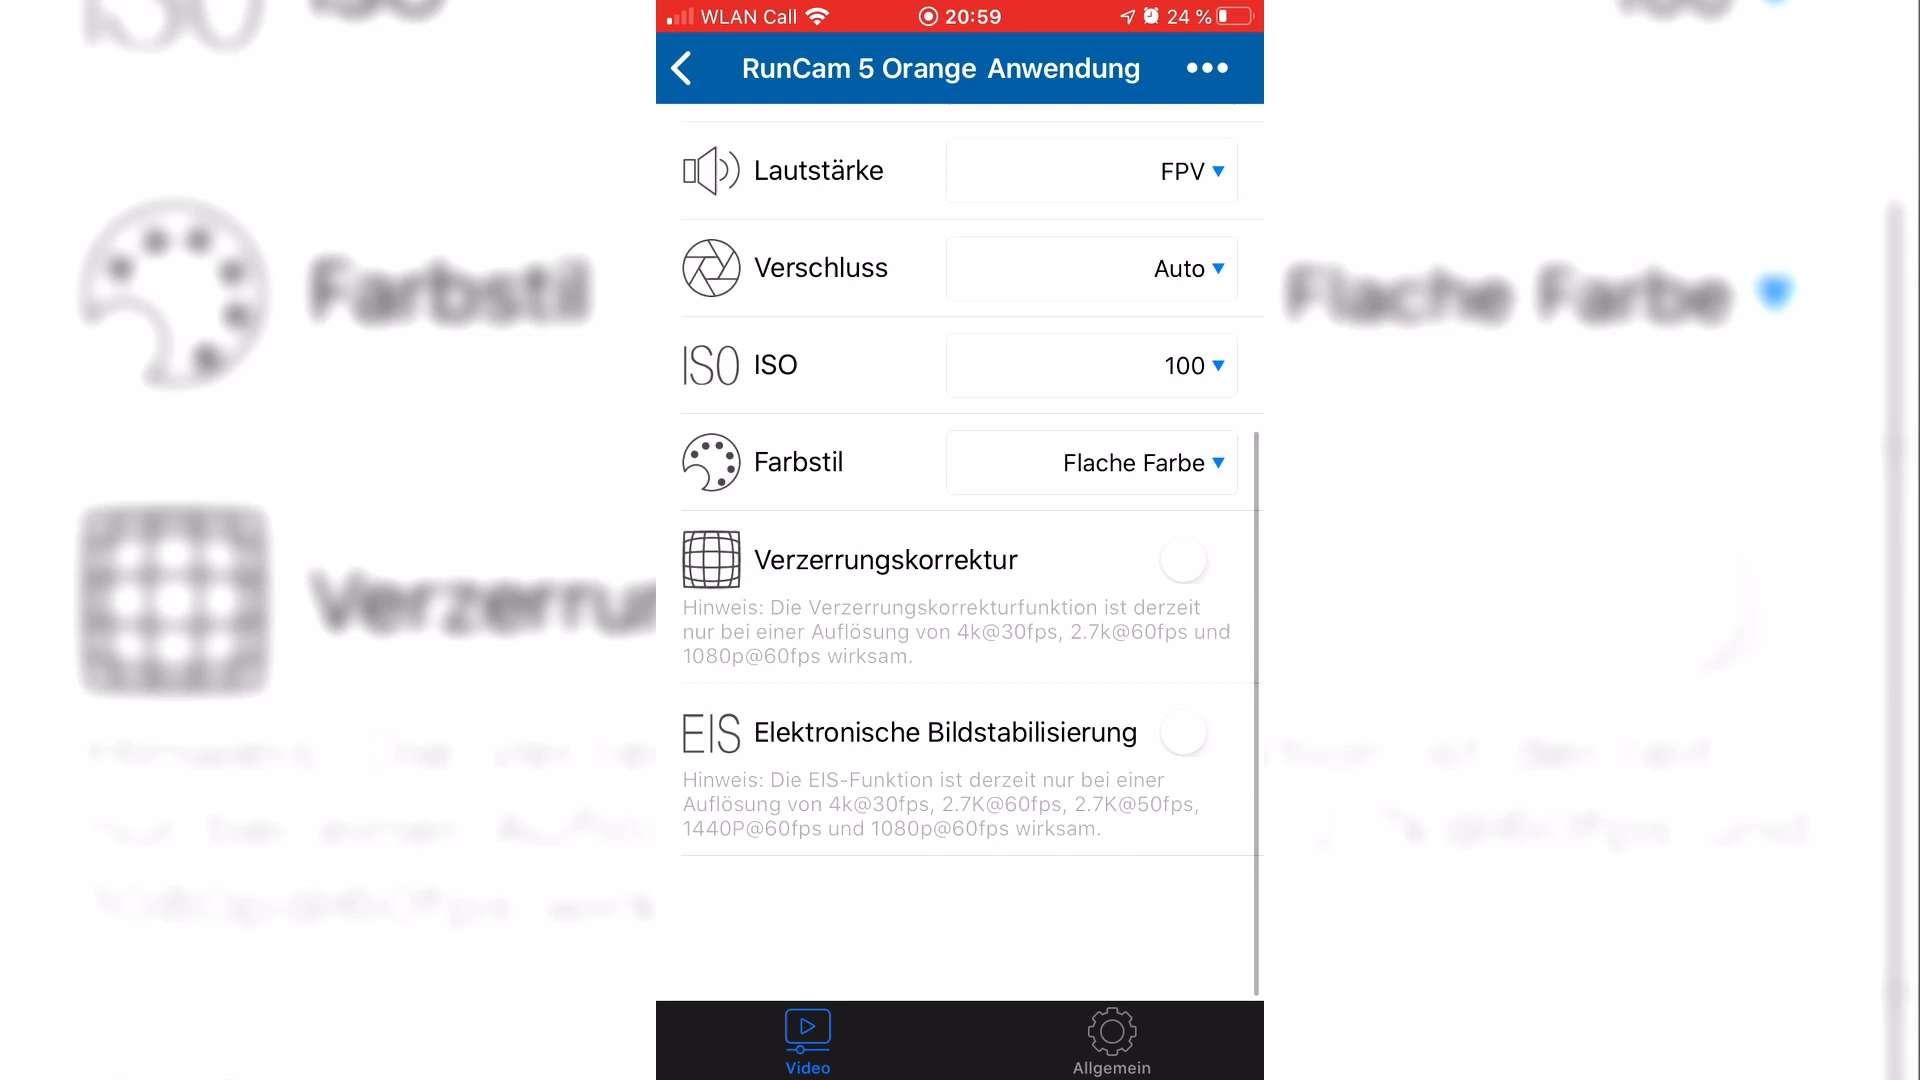 WLAN Call 20:59 24 %
RunCam 5 Orange Anwendung
Lautstärke FPV
Verschluss Auto
ISO ISO 100
Farbstil Flache Farbe
Verzerrungskorrektur
Hinweis: Die Verzerrungskorrekturfunktion ist derzeit
nur bei einer Auflösung von 4k@30fps, 2.7k@60fps und
1080p@60fps wirksam.
EIS Elektronische Bildstabilisierung
Hinweis: Die EIS-Funktion ist derzeit nur bei einer
Auflösung von 4k@30fps, 2.7K@60fps, 2.7K@50fps,
1440P@60fps und 1080p@60fps wirksam.
Video Allgemein
ISO
100
Farbstil
Flache Farbe